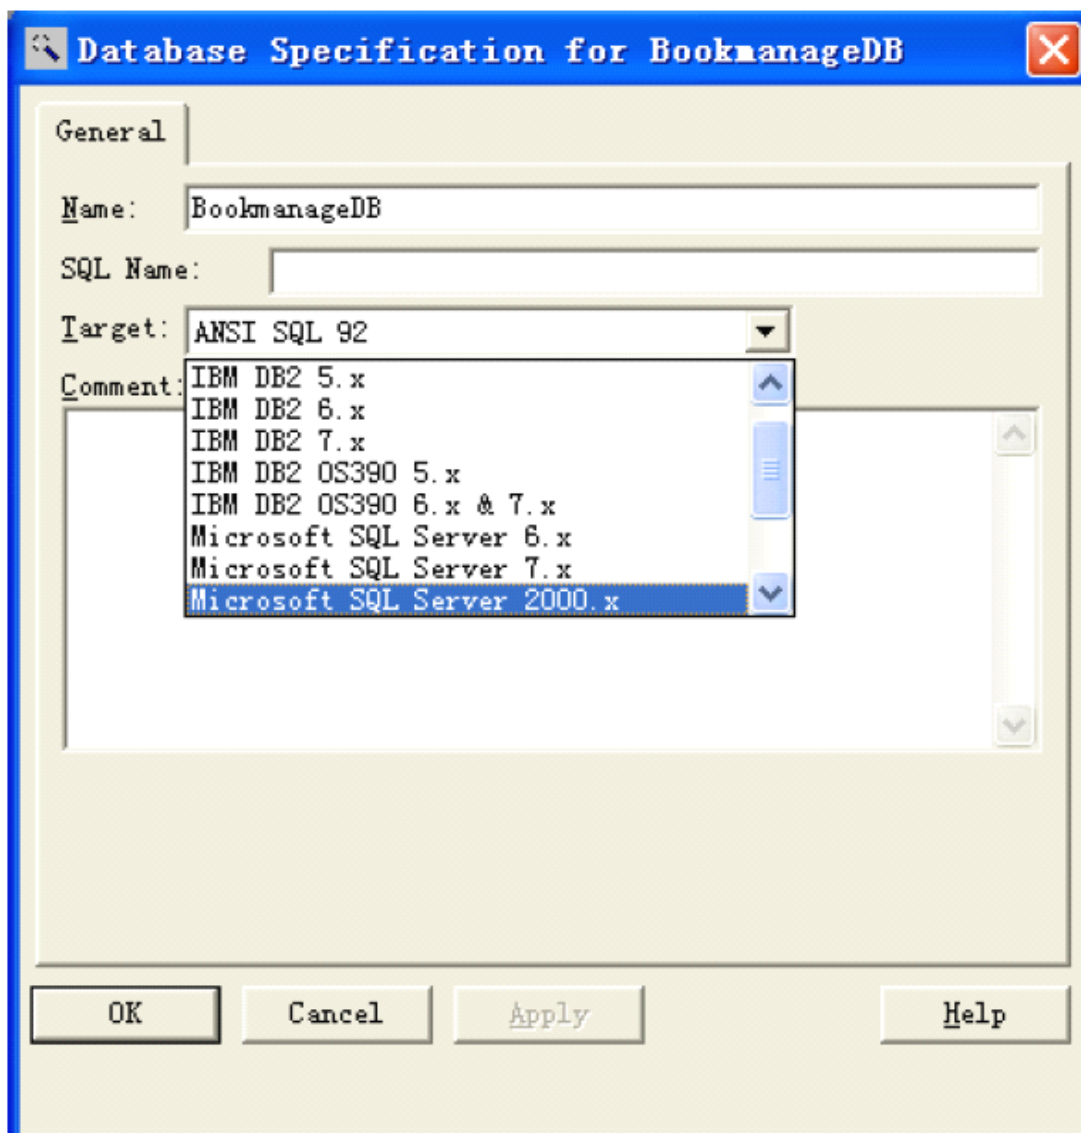 Database Specification for BookmanageDB
General
Name: BookmanageDB
SQL Name:
Target: ANSI SQL 92
Comment:
IBM DB2 5.x
IBM DB2 6.x
IBM DB2 7.x
IBM DB2 OS390 5.x
IBM DB2 OS390 6.x & 7.x
Microsoft SQL Server 6.x
Microsoft SQL Server 7.x
Microsoft SQL Server 2000.x
OK Cancel Apply Help